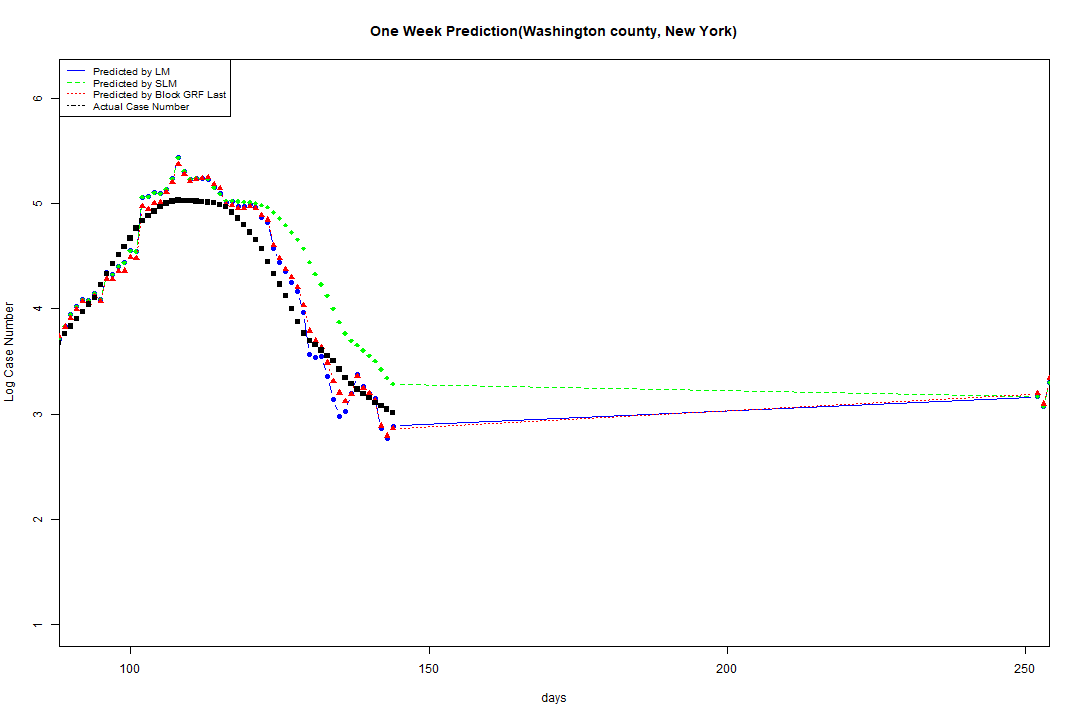 One Week Prediction(Washington county, New York)
Predicted by LM
Predicted by SLM
Predicted by Block GRF Last
Actual Case Number
6
5
4
3
2
1
Log Case Number
100 150 200 250
days